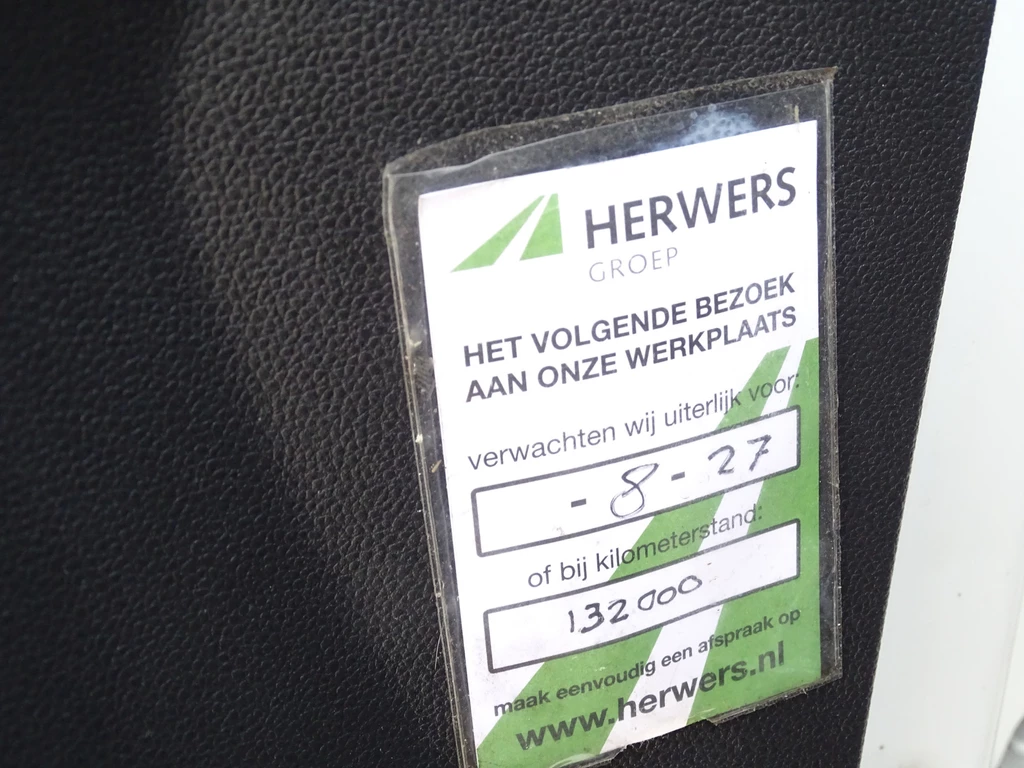 HERWERS
GROEP
HET VOLGENDE BEZOEK
AAN ONZE WERKPLAATS
verwachten wij uiterlijk voor:
- 8 - 27
of bij kilometerstand:
132000
maak eenvoudig een afspraak op
www.herwers.nl